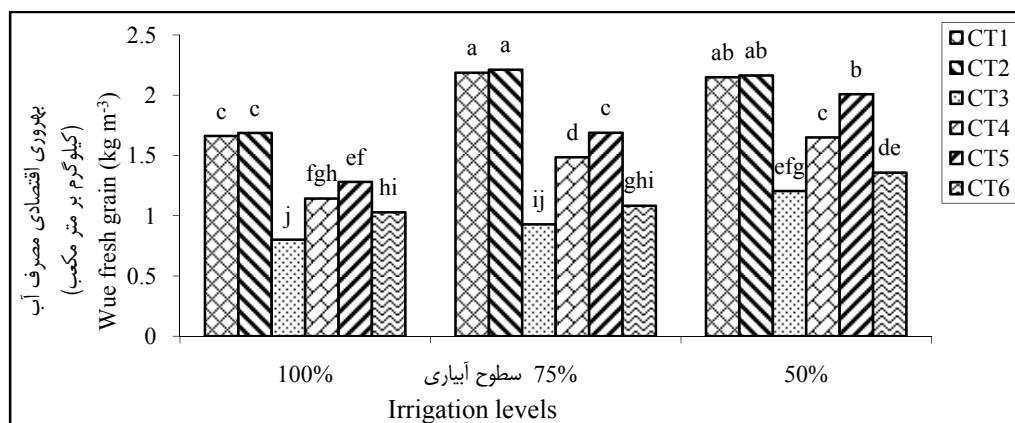 بهروری اقتصادی مصرف آب
(کیلوگرم بر متر مکعب)
Wue fresh grain (kg m-3)
2.5
2
1.5
1
0.5
0
c c j fgh ef hi
a a ij d c ghi
ab ab efg c b de
100% 75% 50%
سطوح آبیاری
Irrigation levels
CT1
CT2
CT3
CT4
CT5
CT6